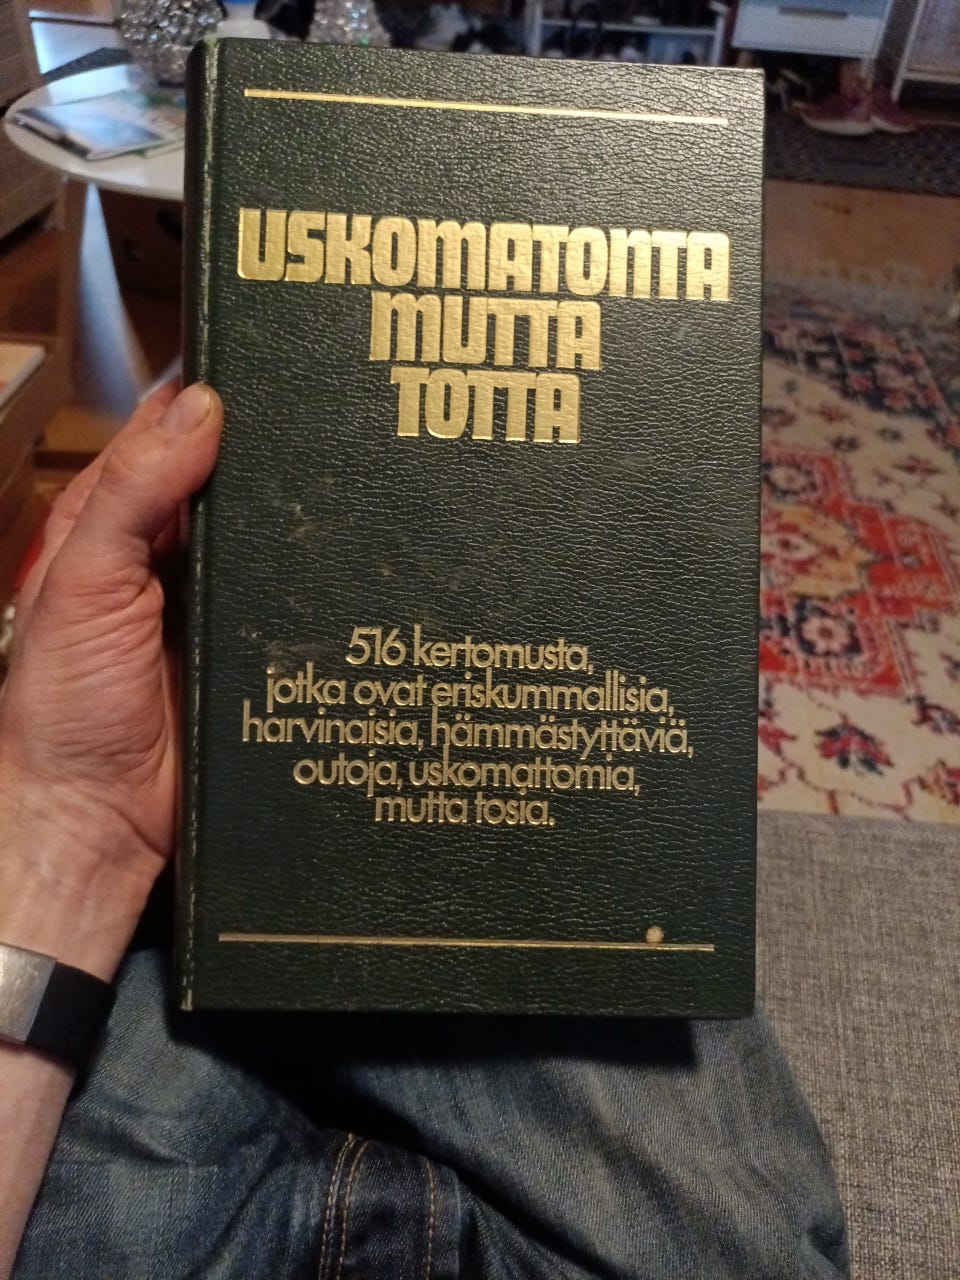 USKOMATONTA
MUTTA
TOTTA
516 kertomusta,
jotka ovat eriskummallisia,
harvinaisia, hämmästyttäviä,
outoja, uskomattomia,
mutta tosia.